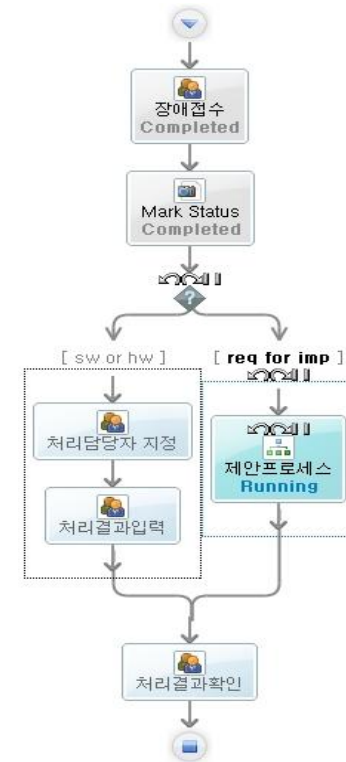 장애접수
Completed
Mark Status
Completed
?
[ sw or hw ]
[ req for imp ]
처리담당자 지정
제안프로세스
Running
처리결과입력
처리결과확인